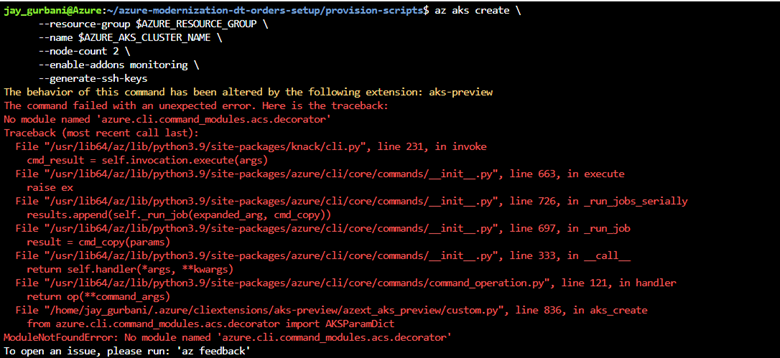 jay_gurbani@Azure:~/azure-modernization-dt-orders-setup/provision-scripts$ az aks create \
--resource-group $AZURE_RESOURCE_GROUP \
--name $AZURE_AKS_CLUSTER_NAME \
--node-count 2 \
--enable-addons monitoring \
--generate-ssh-keys
The behavior of this command has been altered by the following extension: aks-preview
The command failed with an unexpected error. Here is the traceback:
No module named 'azure.cli.command_modules.acs.decorator'
Traceback (most recent call last):
File "/usr/lib64/az/lib/python3.9/site-packages/knack/cli.py", line 231, in invoke
cmd_result = self.invocation.execute(args)
File "/usr/lib64/az/lib/python3.9/site-packages/azure/cli/core/commands/__init__.py", line 663, in execute
raise ex
File "/usr/lib64/az/lib/python3.9/site-packages/azure/cli/core/commands/__init__.py", line 726, in _run_jobs_serially
results.append(self._run_job(expanded_arg, cmd_copy))
File "/usr/lib64/az/lib/python3.9/site-packages/azure/cli/core/commands/__init__.py", line 697, in _run_job
result = cmd_copy(params)
File "/usr/lib64/az/lib/python3.9/site-packages/azure/cli/core/commands/__init__.py", line 333, in __call__
return self.handler(*args, **kwargs)
File "/usr/lib64/az/lib/python3.9/site-packages/azure/cli/core/commands/command_operation.py", line 121, in handler
return op(**command_args)
File "/home/jay_gurbani/.azure/cliextensions/aks-preview/azext_aks_preview/custom.py", line 836, in aks_create
from azure.cli.command_modules.acs.decorator import AKSParamDict
ModuleNotFoundError: No module named 'azure.cli.command_modules.acs.decorator'
To open an issue, please run: 'az feedback'